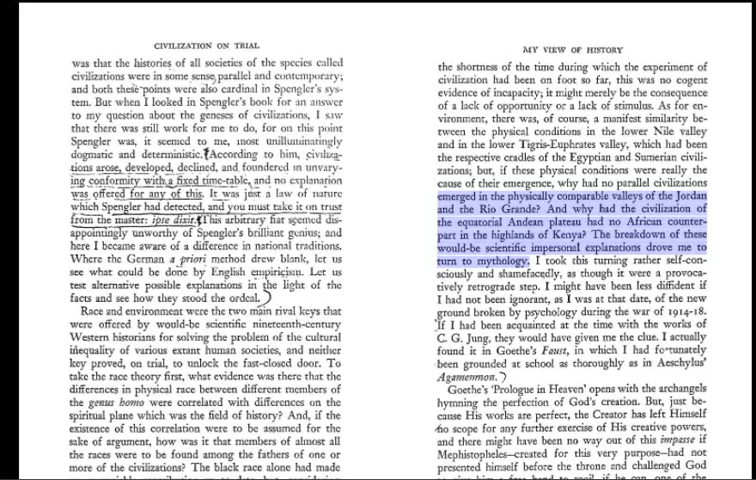 CIVILIZATION ON TRIAL
was that the histories of all societies of the species called
civilizations were in some sense parallel and contemporary;
and both these points were also cardinal in Spengler's sys-
tem. But when I looked in Spengler's book for an answer
to my question about the geneses of civilizations, I saw
that there was still work for me to do, for on this point
Spengler was, it seemed to me, most unilluminatingly
dogmatic and deterministic. According to him, civiliza-
tions arose, developed, declined, and foundered in unvary-
ing conformity with a fixed time-table, and no explanation
was offered for any of this. It was just a law of nature
which Spengler had detected, and you must take it on trust
from the master: ipse dixit. This arbitrary fiat seemed dis-
appointingly unworthy of Spengler's brilliant genius; and
here I became aware of a difference in national traditions.
Where the German a priori method drew blank, let us
see what could be done by English empiricism. Let us
test alternative possible explanations in the light of the
facts and see how they stood the ordeal.
Race and environment were the two main rival keys that
were offered by would-be scientific nineteenth-century
Western historians for solving the problem of the cultural
inequality of various extant human societies, and neither
key proved, on trial, to unlock the fast-closed door. To
take the race theory first, what evidence was there that the
differences in physical race between different members of
the genus homo were correlated with differences on the
spiritual plane which was the field of history? And, if the
existence of this correlation were to be assumed for the
sake of argument, how was it that members of almost all
the races were to be found among the fathers of one or
more of the civilizations? The black race alone had made
MY VIEW OF HISTORY
the shortness of the time during which the experiment of
civilization had been on foot so far, this was no cogent
evidence of incapacity; it might merely be the consequence
of a lack of opportunity or a lack of stimulus. As for en-
vironment, there was, of course, a manifest similarity be-
tween the physical conditions in the lower Nile valley
and in the lower Tigris-Euphrates valley, which had been
the respective cradles of the Egyptian and Sumerian civili-
zations; but, if these physical conditions were really the
cause of their emergence, why had no parallel civilizations
emerged in the physically comparable valleys of the Jordan
and the Rio Grande? And why had the civilization of
the equatorial Andean plateau had no African counter-
part in the highlands of Kenya? The breakdown of these
would-be scientific impersonal explanations drove me to
turn to mythology. I took this turning rather self-con-
sciously and shamefacedly, as though it were a provoca-
tively retrograde step. I might have been less diffident if
I had not been ignorant, as I was at that date, of the new
ground broken by psychology during the war of 1914-18.
If I had been acquainted at the time with the works of
C. G. Jung, they would have given me the clue. I actually
found it in Goethe's Faust, in which I had fortunately
been grounded at school as thoroughly as in Aeschylus'
Agamemnon.
Goethe's 'Prologue in Heaven' opens with the archangels
hymning the perfection of God's creation. But, just be-
cause His works are perfect, the Creator has left Himself
no scope for any further exercise of His creative powers,
and there might have been no way out of this impasse if
Mephistopheles—created for this very purpose—had not
presented himself before the throne and challenged God